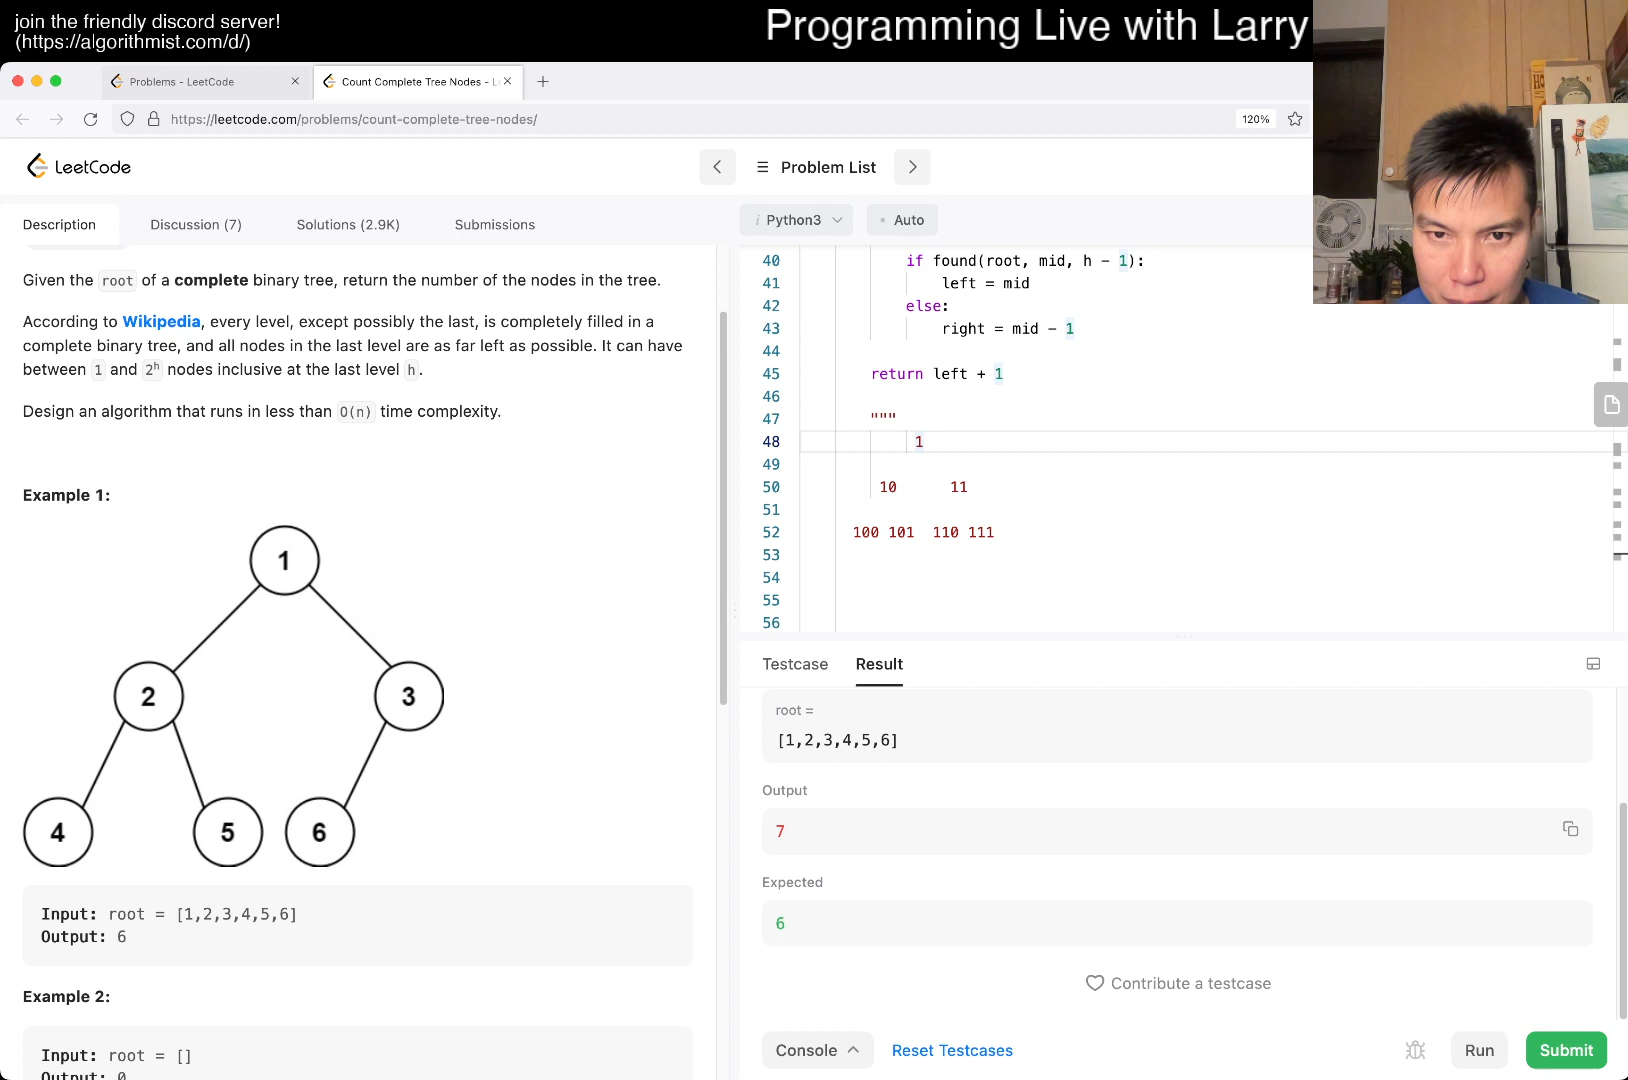 join the friendly discord server!
(https://algorithmist.com/d/)
Programming Live with Larry
Problems - LeetCode
Count Complete Tree Nodes - L
https://leetcode.com/problems/count-complete-tree-nodes/
120%
LeetCode
Problem List
Description
Discussion (7)
Solutions (2.9K)
Submissions
Given the root of a complete binary tree, return the number of the nodes in the tree.
According to Wikipedia, every level, except possibly the last, is completely filled in a
complete binary tree, and all nodes in the last level are as far left as possible. It can have
between 1 and 2h nodes inclusive at the last level h.
Design an algorithm that runs in less than O(n) time complexity.
Example 1:
1
2
3
4
5
6
Input: root = [1,2,3,4,5,6]
Output: 6
Example 2:
Input: root = []
Output: 0
i Python3
Auto
40 if found(root, mid, h - 1):
41 left = mid
42 else:
43 right = mid - 1
44
45 return left + 1
46
47 """
48 1
49
50 10 11
51
52 100 101 110 111
53
54
55
56
Testcase
Result
root =
[1,2,3,4,5,6]
Output
7
Expected
6
Contribute a testcase
Console
Reset Testcases
Run
Submit